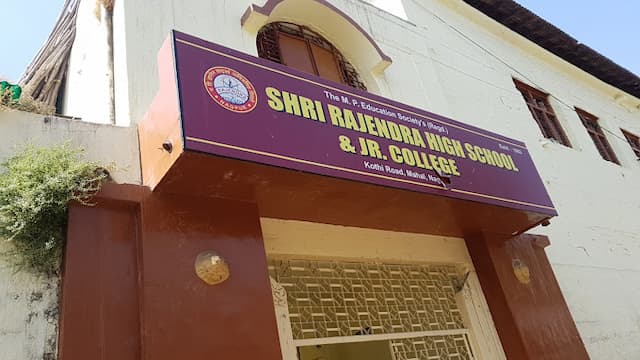 The M. P. Education Society's (Regd.)
SHRI RAJENDRA HIGH SCHOOL
& JR. COLLEGE
Kothi Road, Mahal,